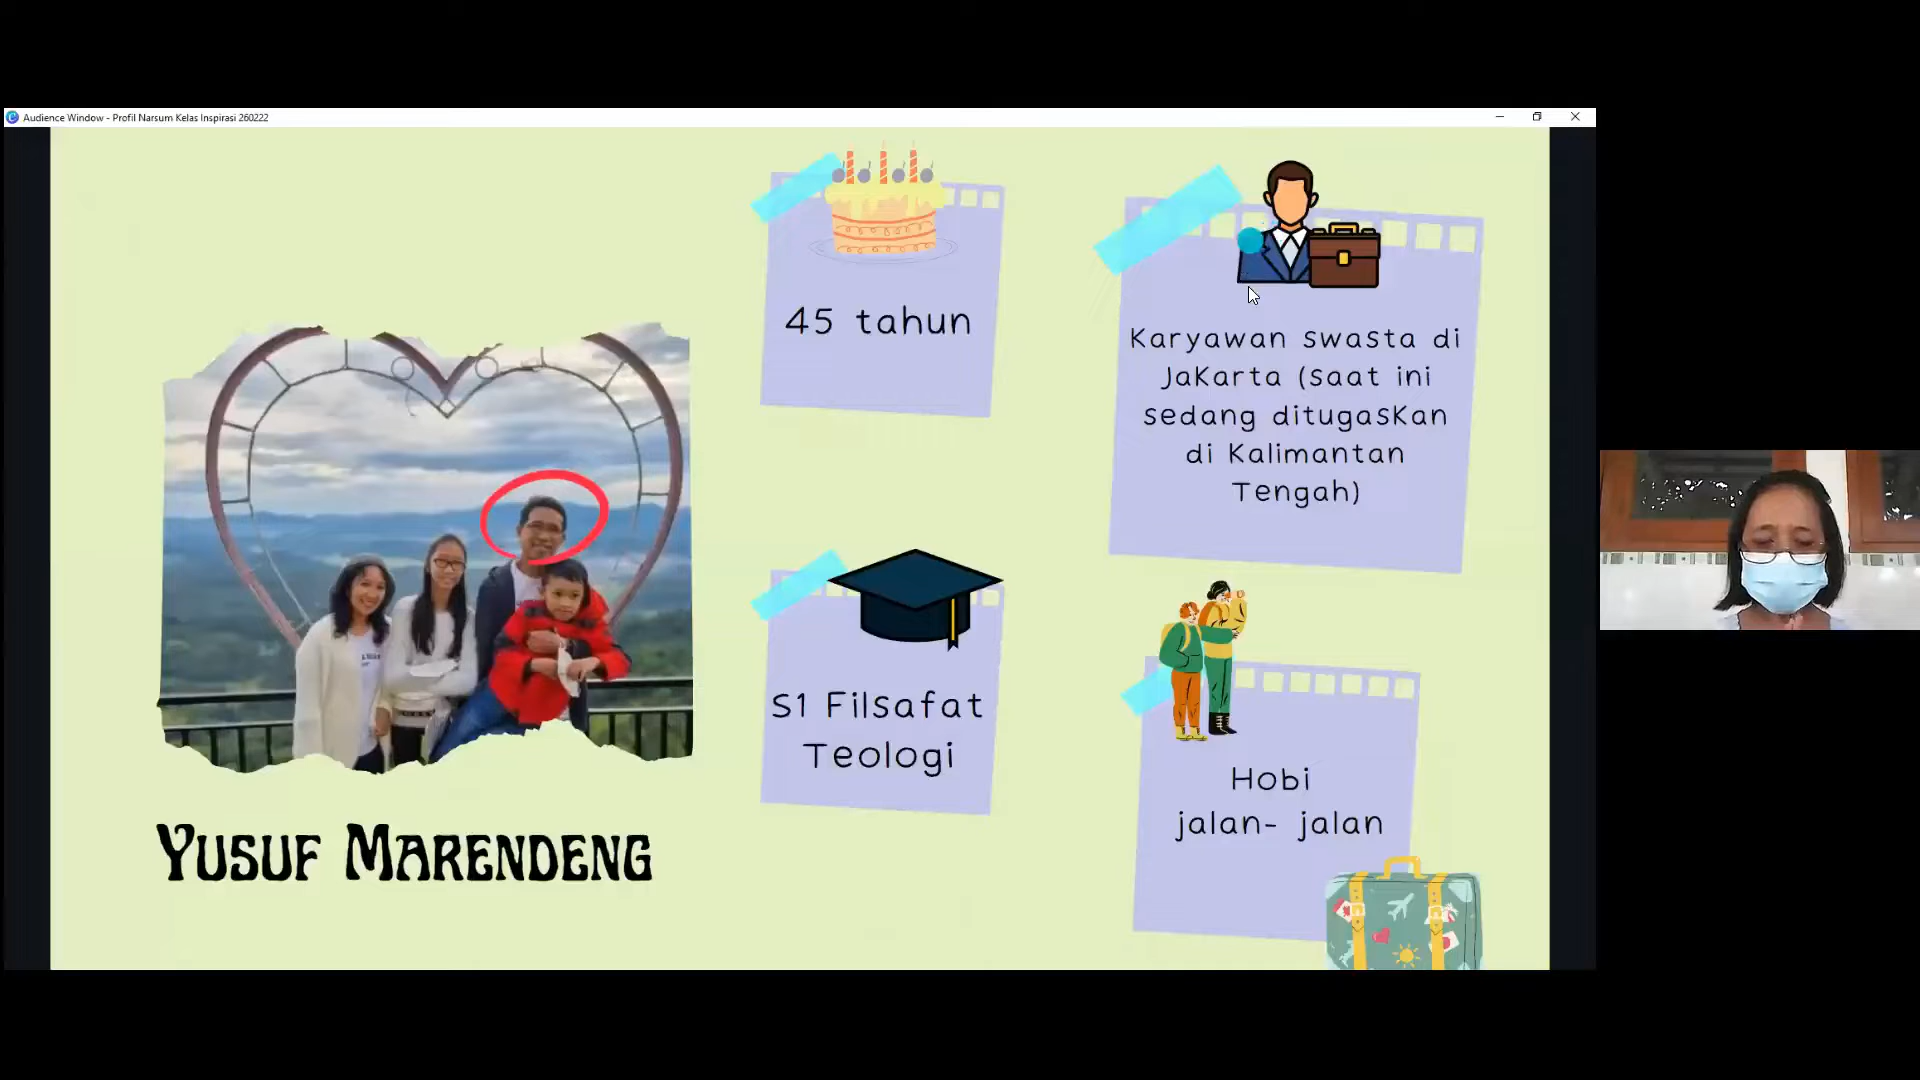 Audience Window - Profil Narsum Kelas Inspirasi 260222
45 tahun
Karyawan swasta di
Jakarta (saat ini
sedang ditugaskan
di Kalimantan
Tengah)
S1 Filsafat
Teologi
Hobi
jalan- jalan
YUSUF MARENDENG